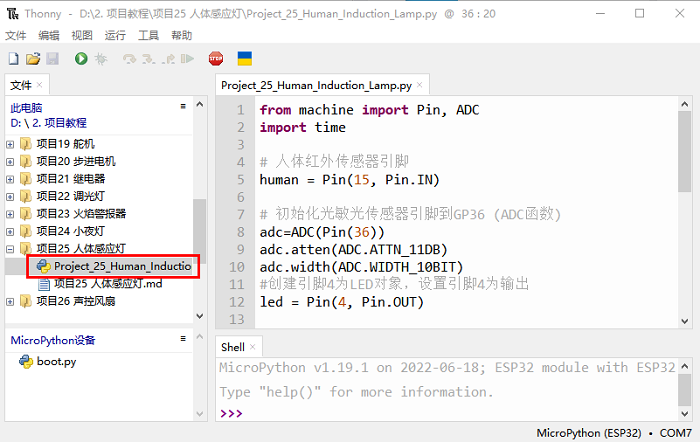 Thonny - D:\2. 项目教程\项目25 人体感应灯\Project_25_Human_Induction_Lamp.py @ 36 : 20
文件 编辑 视图 运行 工具 帮助
STOP
文件
此电脑
D: \ 2. 项目教程
项目19 舵机
项目20 步进电机
项目21 继电器
项目22 调光灯
项目23 火焰警报器
项目24 小夜灯
项目25 人体感应灯
Project_25_Human_Inductio
项目25 人体感应灯.md
项目26 声控风扇
MicroPython设备
boot.py
Project_25_Human_Induction_Lamp.py
1 from machine import Pin, ADC
2 import time
3
4 # 人体红外传感器引脚
5 human = Pin(15, Pin.IN)
6
7 # 初始化光敏光传感器引脚到GP36 (ADC函数)
8 adc=ADC(Pin(36))
9 adc.atten(ADC.ATTN_11DB)
10 adc.width(ADC.WIDTH_10BIT)
11 #创建引脚4为LED对象，设置引脚4为输出
12 led = Pin(4, Pin.OUT)
13
Shell
MicroPython v1.19.1 on 2022-06-18; ESP32 module with ESP32
Type "help()" for more information.
>>>
MicroPython (ESP32) • COM7